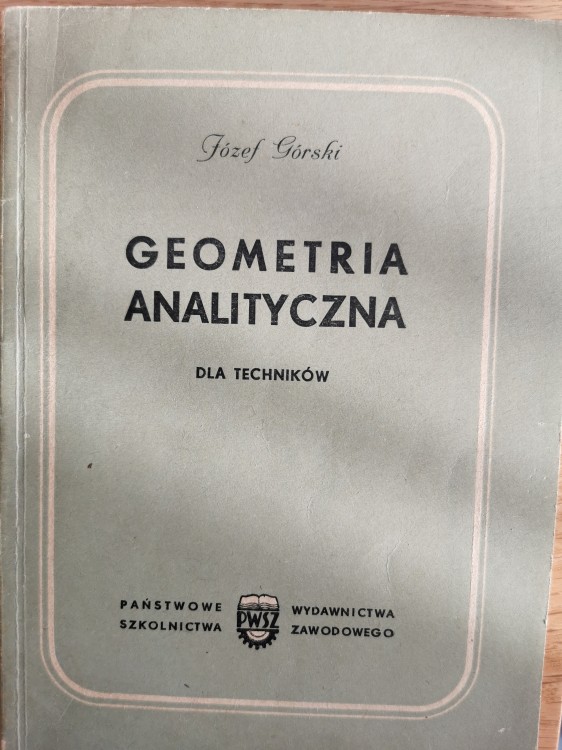 Józef Górski
GEOMETRIA
ANALITYCZNA
DLA TECHNIKÓW
PAŃSTWOWE WYDAWNICTWA
SZKOLNICTWA PWSZ ZAWODOWEGO